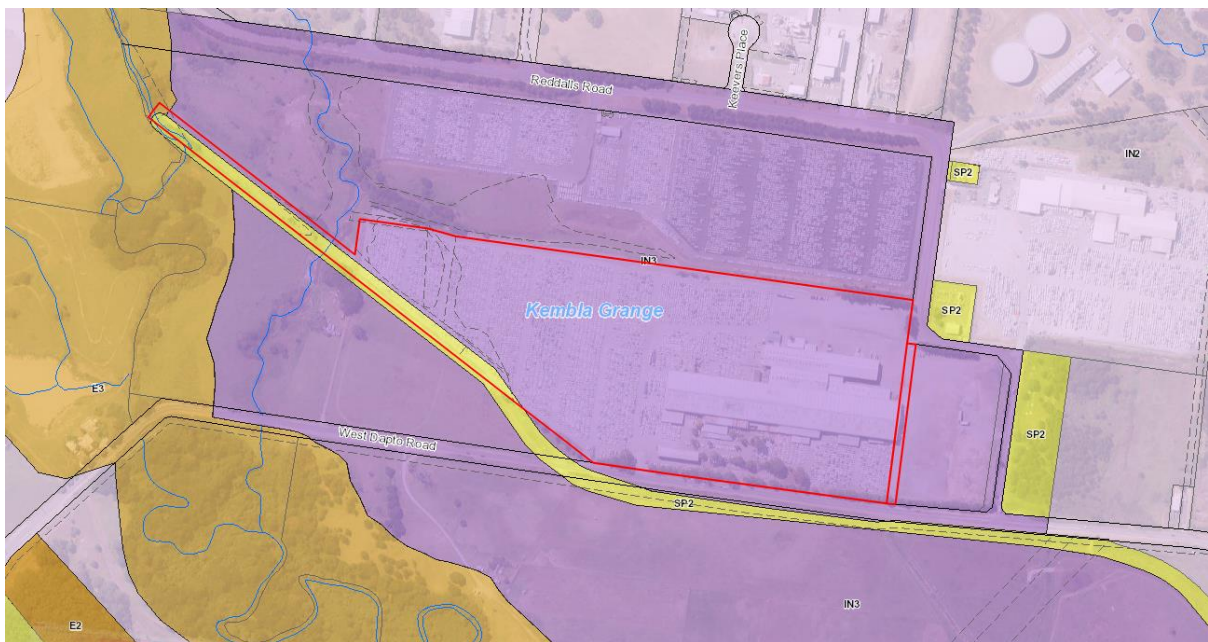 Reddalls Road
Keevers Place
IN2
SP2
IN3
Kembla Grange
SP2
E3
SP2
West Dapto Road
SP2
IN3
E2